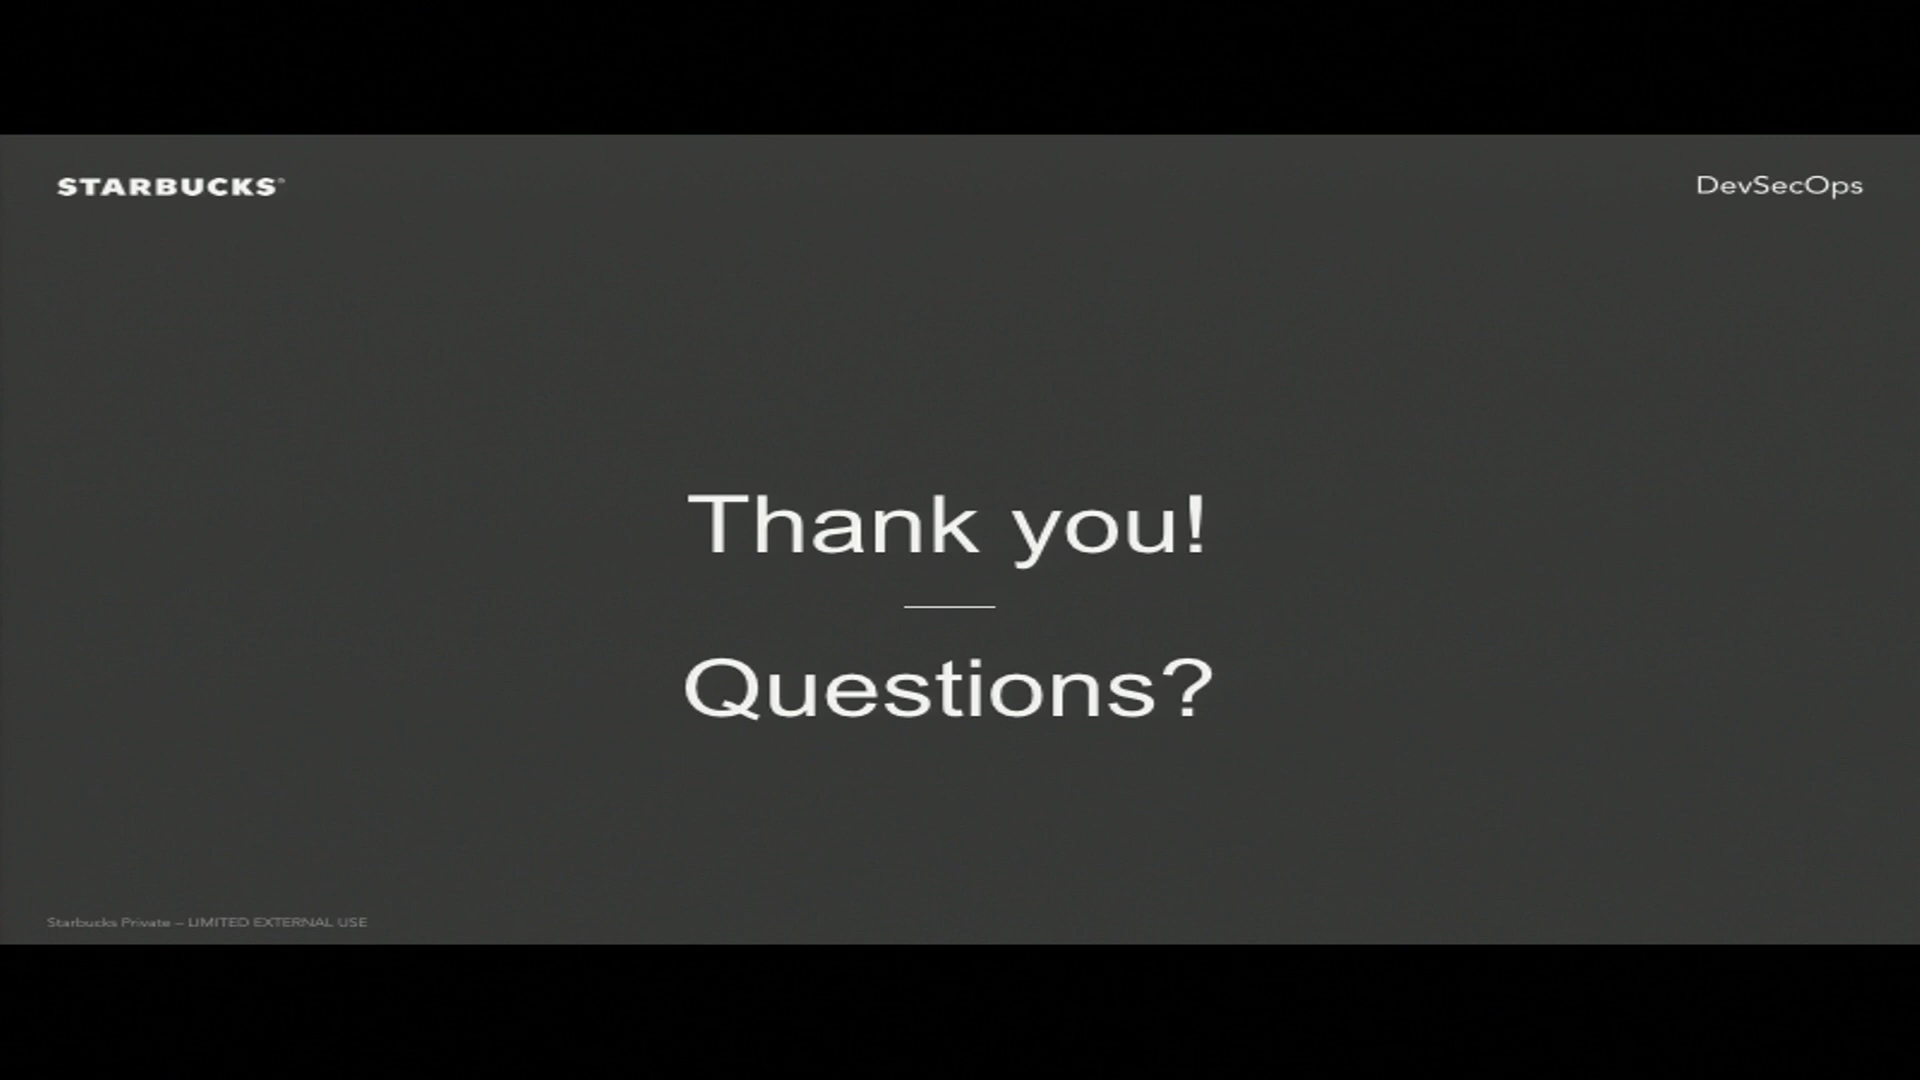 STARBUCKS®
DevSecOps
Thank you!
Questions?
Starbucks Private – LIMITED EXTERNAL USE